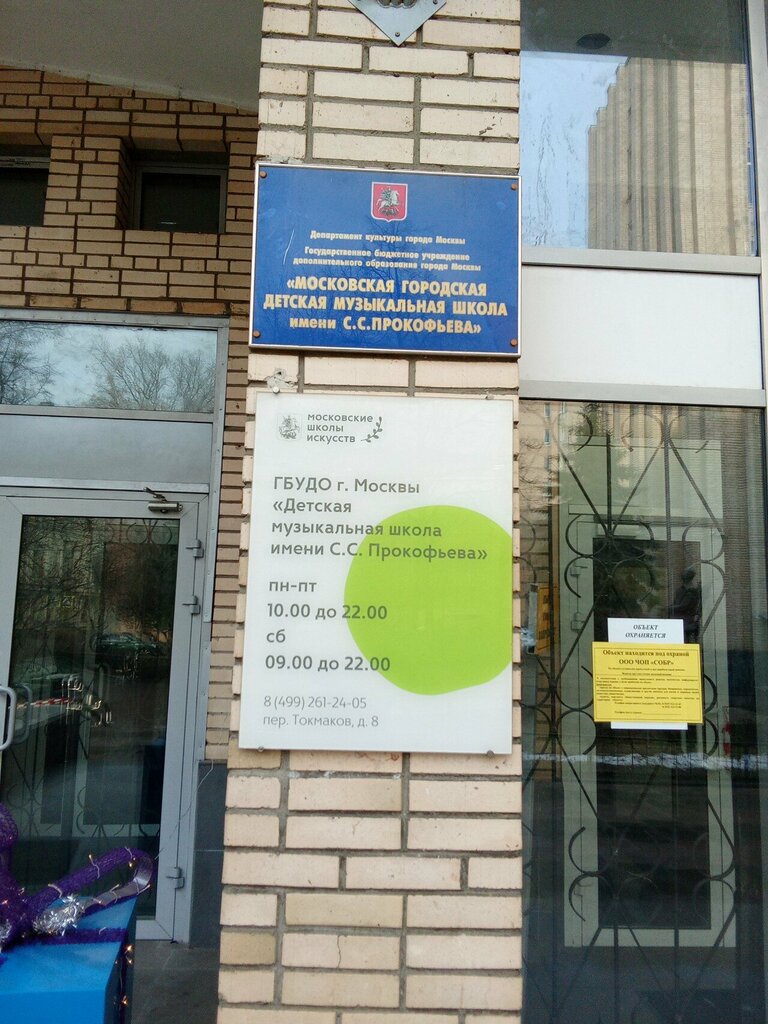 Департамент культуры города Москвы
Государственное бюджетное учреждение
дополнительного образования города Москвы
«МОСКОВСКАЯ ГОРОДСКАЯ
ДЕТСКАЯ МУЗЫКАЛЬНАЯ ШКОЛА
имени С.С.ПРОКОФЬЕВА»
московские
школы
искусств
ГБУДО г. Москвы
«Детская
музыкальная школа
имени С.С. Прокофьева»
пн-пт
10.00 до 22.00
сб
09.00 до 22.00
8 (499) 261-24-05
пер. Токмаков, д. 8
ОБЪЕКТ
ОХРАНЯЕТСЯ
Объект находится под охраной
ООО ЧОП «СОБР»